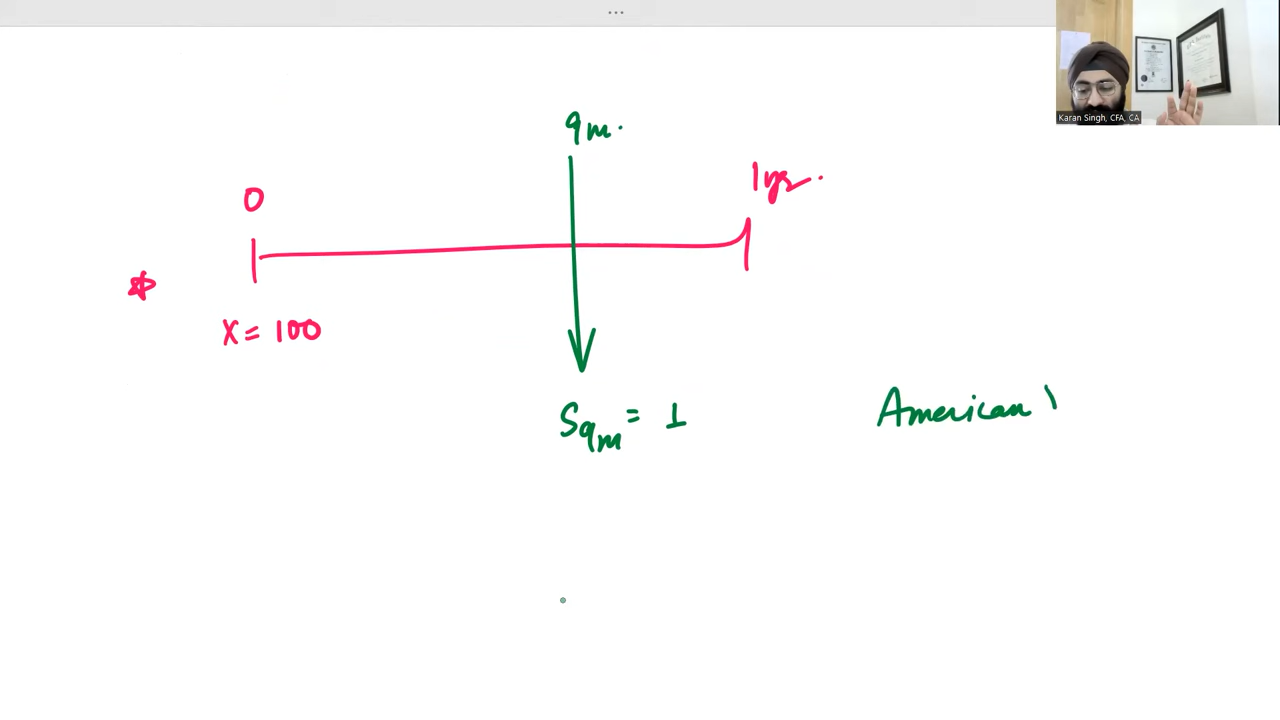 9m.
0
1yr.
X = 100
S9m = 1
American
Karan Singh, CFA, CA